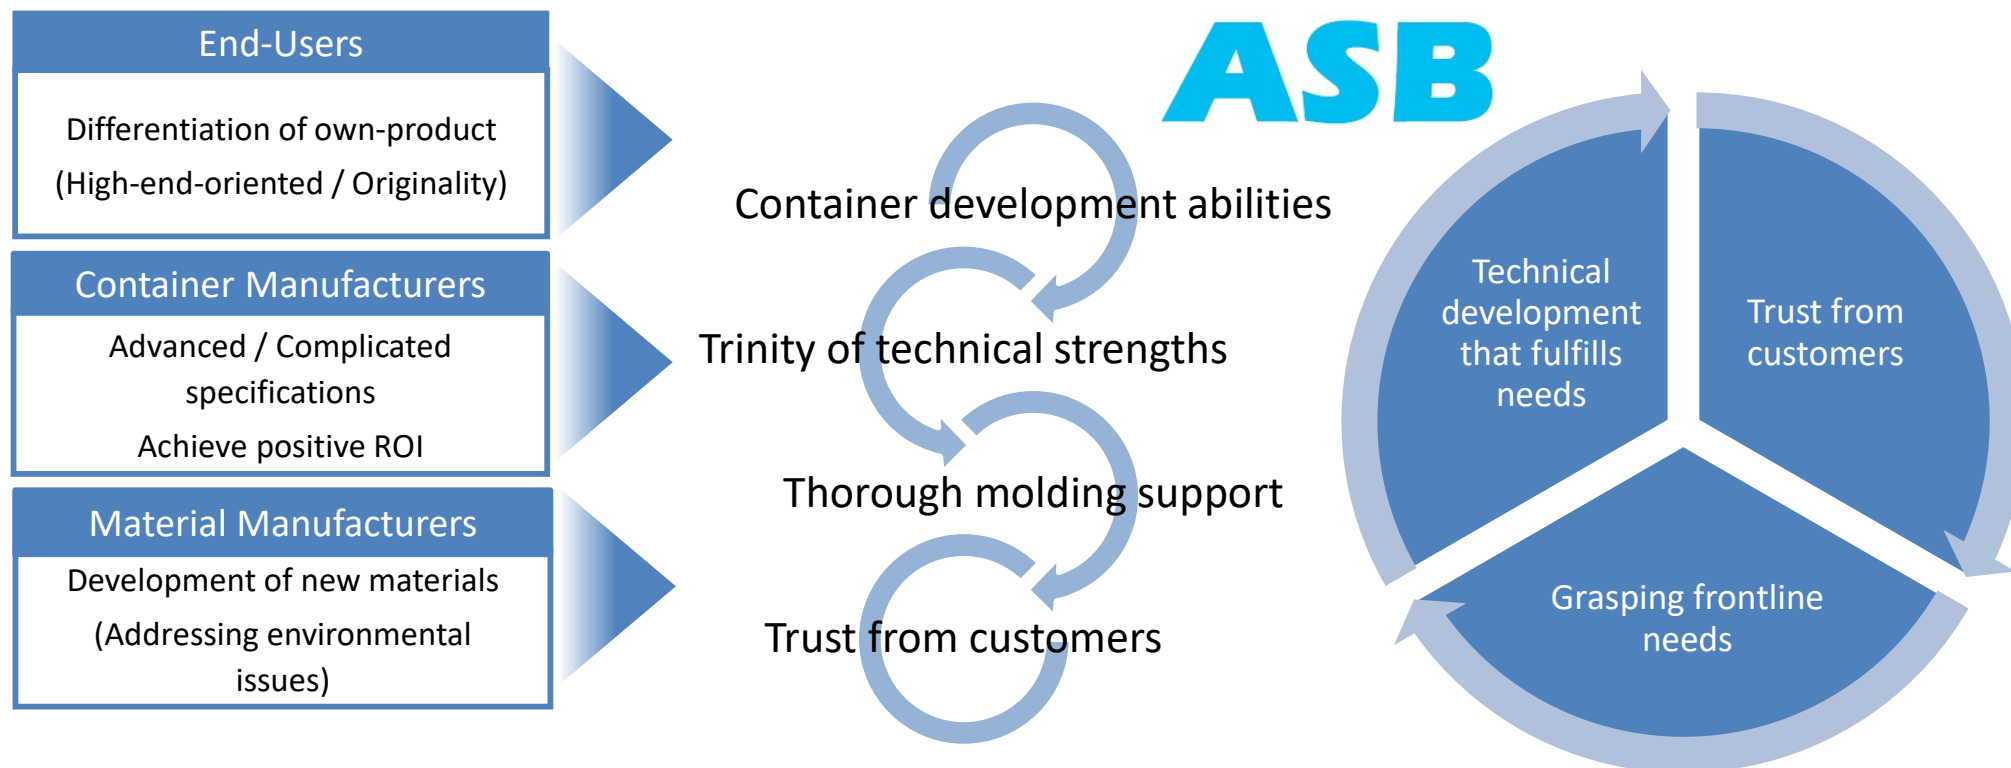 End-Users
Differentiation of own-product
(High-end-oriented / Originality)
Container Manufacturers
Advanced / Complicated
specifications
Achieve positive ROI
Material Manufacturers
Development of new materials
(Addressing environmental
issues)
ASB
Container development abilities
Trinity of technical strengths
Thorough molding support
Trust from customers
Technical
development
that fulfills
needs
Trust from
customers
Grasping frontline
needs